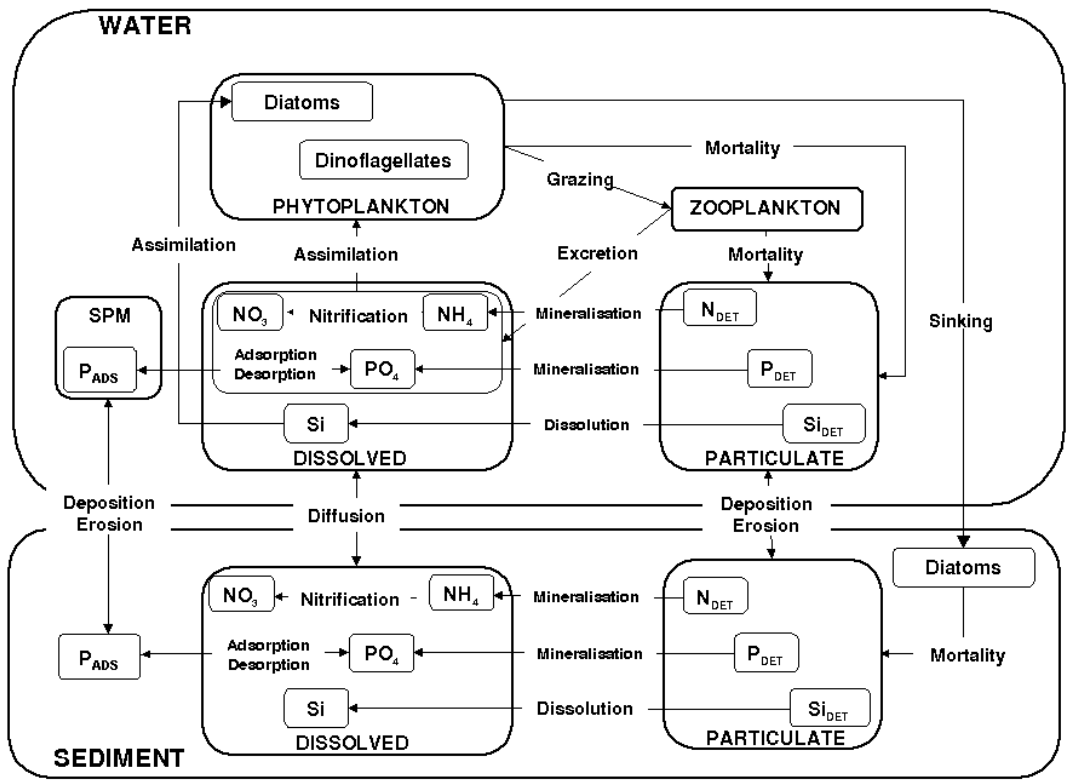 WATER
Diatoms
Dinoflagellates
PHYTOPLANKTON
Mortality
Grazing
ZOOPLANKTON
Assimilation
Assimilation
Excretion
Mortality
SPM
NO3
Nitrification
NH4
Mineralisation
NDET
Sinking
PADS
Adsorption
Desorption
PO4
Mineralisation
PDET
Si
Dissolution
SiDET
DISSOLVED
PARTICULATE
Deposition
Erosion
Diffusion
Deposition
Erosion
Diatoms
NO3
Nitrification
NH4
Mineralisation
NDET
PADS
Adsorption
Desorption
PO4
Mineralisation
PDET
Mortality
Si
Dissolution
SiDET
DISSOLVED
PARTICULATE
SEDIMENT